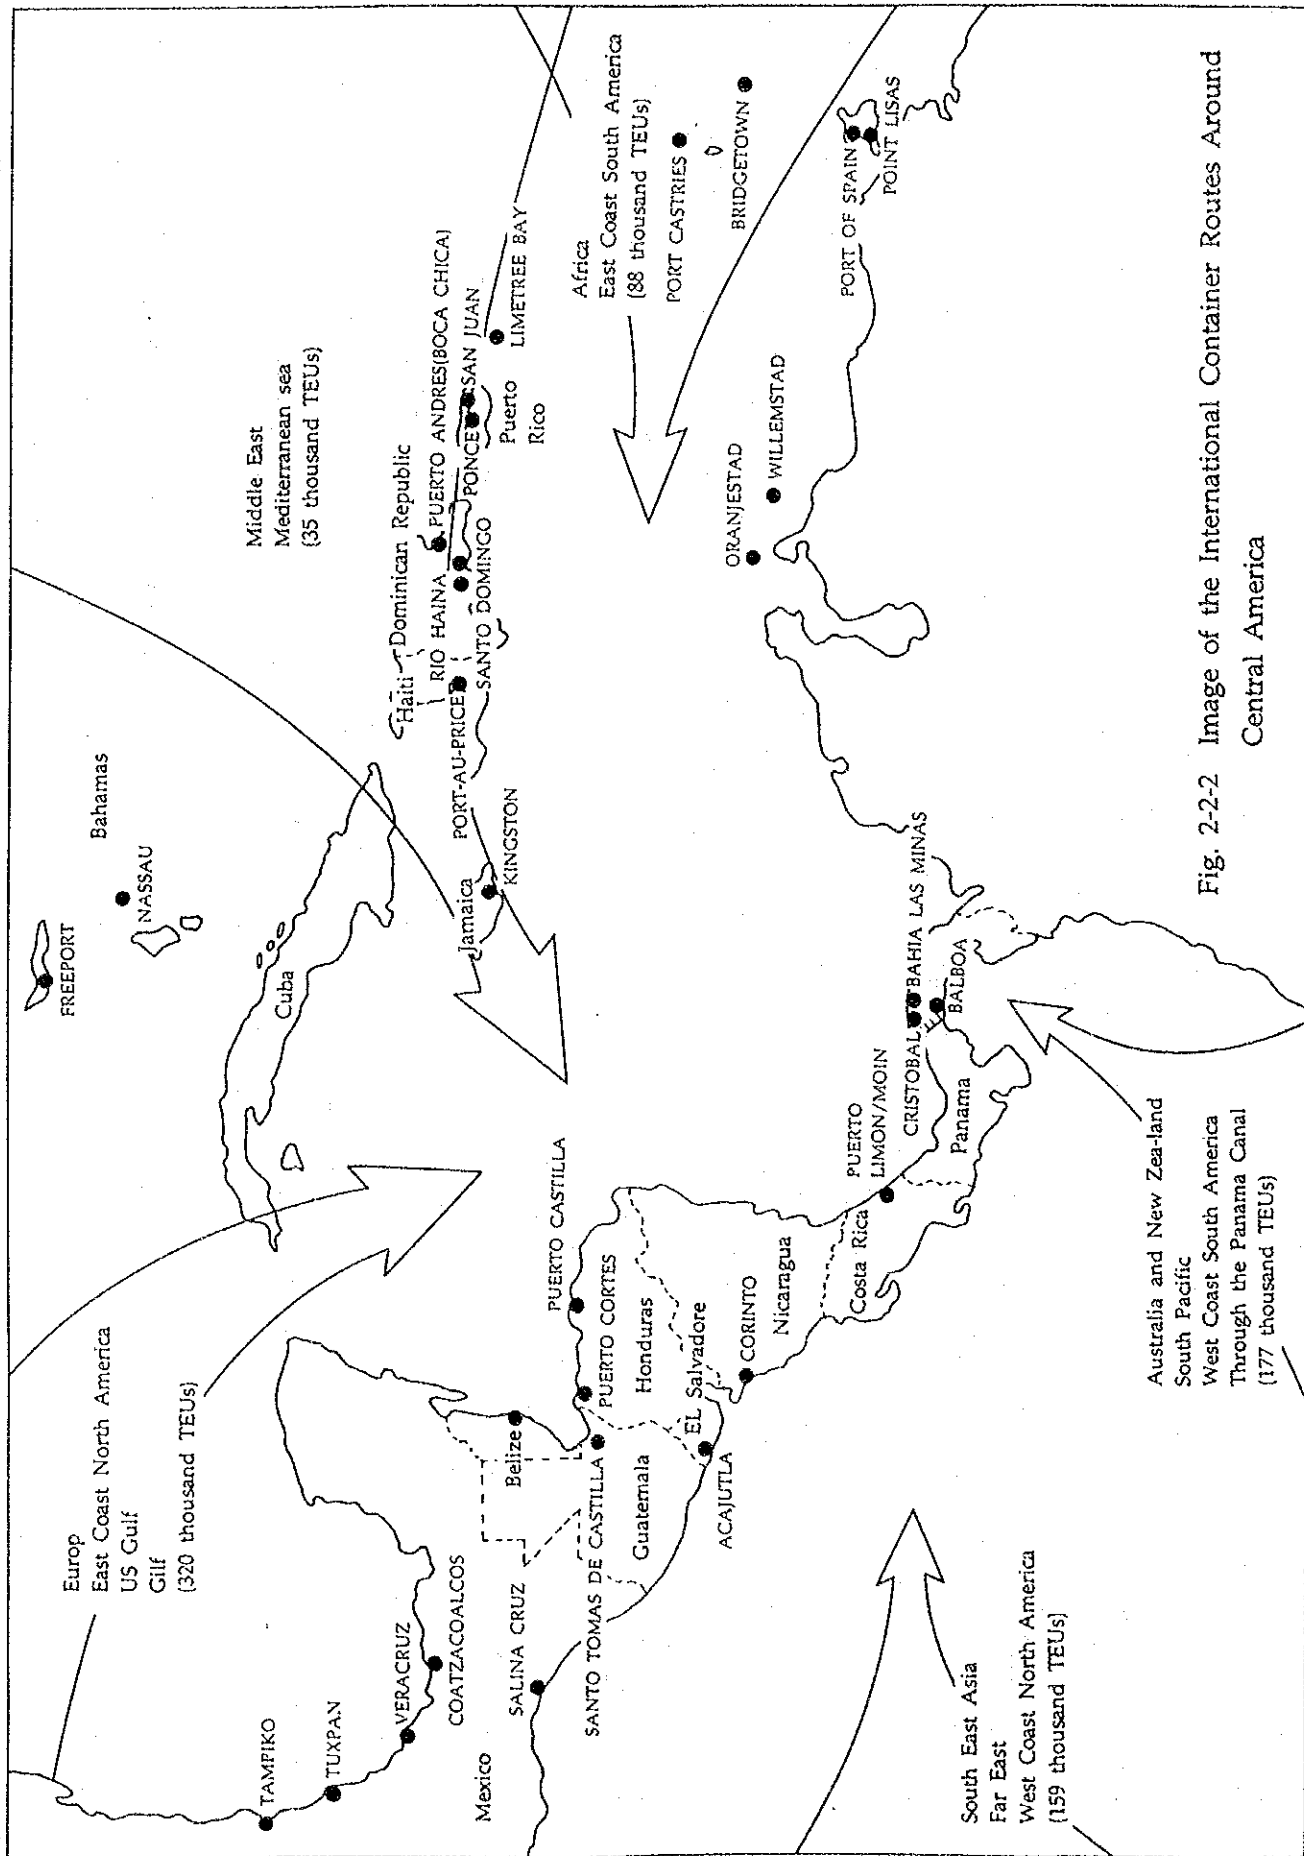 Europ
East Coast North America
US Gulf
Gilf
(320 thousand TEUs)
Middle East
Mediterranean sea
(35 thousand TEUs)
Africa
East Coast South America
(88 thousand TEUs)
South East Asia
Far East
West Coast North America
(159 thousand TEUs)
Australia and New Zea-land
South Pacific
West Coast South America
Through the Panama Canal
(177 thousand TEUs)
FREEPORT
Bahamas
NASSAU
Cuba
TAMPIKO
TUXPAN
VERACRUZ
COATZACOALCOS
Mexico
SALINA CRUZ
SANTO TOMAS DE CASTILLA
Belize
Guatemala
ACAJUTLA
EL Salvadore
PUERTO CASTILLA
PUERTO CORTES
Honduras
CORINTO
Nicaragua
Costa Rica
PUERTO
LIMON/MOIN
CRISTOBAL
BAHIA LAS MINAS
BALBOA
Panama
Jamaica
KINGSTON
Haiti
Dominican Republic
PORT-AU-PRICE
RIO HAINA
PUERTO ANDRES(BOCA CHICA)
SANTO DOMINGO
PONCE
SAN JUAN
Puerto
Rico
LIMETREE BAY
PORT CASTRIES
BRIDGETOWN
ORANJESTAD
WILLEMSTAD
PORT OF SPAIN
POINT LISAS
Fig. 2-2-2 Image of the International Container Routes Around
Central America